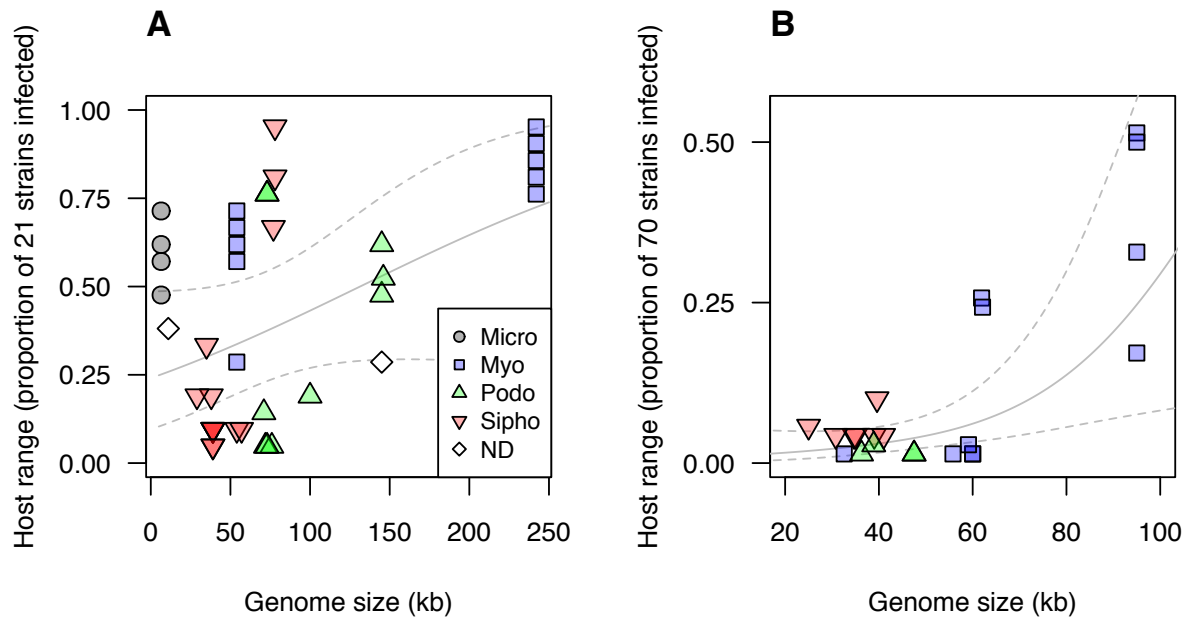 A
Host range (proportion of 21 strains infected)
1.00
0.75
0.50
0.25
0.00
Micro
Myo
Podo
Sipho
ND
0 50 100 150 200 250
Genome size (kb)
B
Host range (proportion of 70 strains infected)
0.50
0.25
0.00
20 40 60 80 100
Genome size (kb)